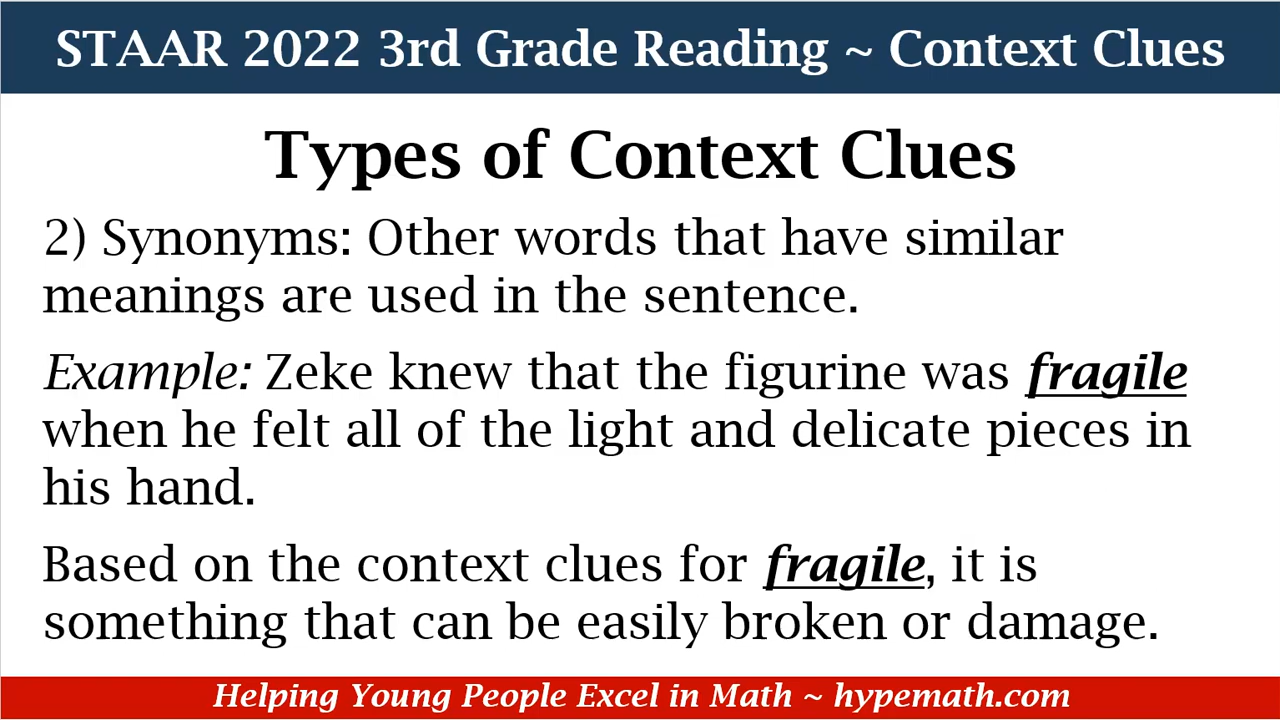 STAAR 2022 3rd Grade Reading ~ Context Clues
Types of Context Clues
2) Synonyms: Other words that have similar
meanings are used in the sentence.
Example: Zeke knew that the figurine was fragile
when he felt all of the light and delicate pieces in
his hand.
Based on the context clues for fragile, it is
something that can be easily broken or damage.
Helping Young People Excel in Math ~ hypemath.com